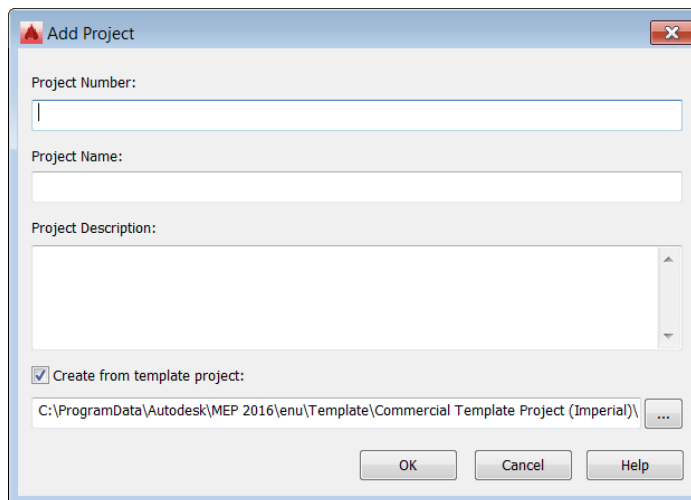 Add Project
Project Number:
Project Name:
Project Description:
Create from template project:
C:\ProgramData\Autodesk\MEP 2016\enu\Template\Commercial Template Project (Imperial)\
...
OK Cancel Help